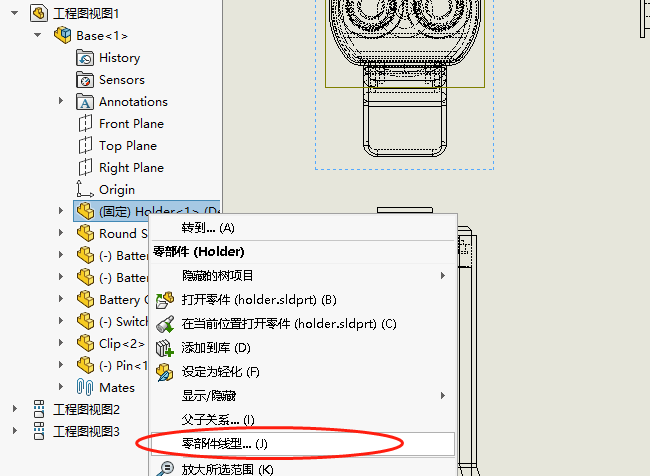 工程图视图1
Base<1>
History
Sensors
Annotations
Front Plane
Top Plane
Right Plane
Origin
(固定) Holder<1> (De
Round S
(-) Batter
(-) Batter
Battery C
(-) Switch
Clip<2>
(-) Pin<1
Mates
工程图视图2
工程图视图3
转到... (A)
零部件 (Holder)
隐藏的树项目
打开零件 (holder.sldprt) (B)
在当前位置打开零件 (holder.sldprt) (C)
添加到库 (D)
设定为轻化 (F)
显示/隐藏
父子关系... (I)
零部件线型... (J)
放大所选范围 (K)